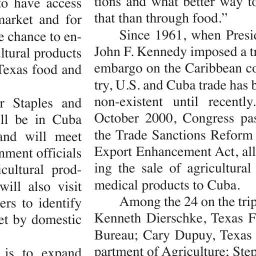 to have access
market and for
e chance to en-
ltural products
Texas food and
r Staples and
ll be in Cuba
and will meet
nment officials
icultural prod-
will also visit
ers to identify
et by domestic
is to expand
tions and what better way to
that than through food.”
Since 1961, when Presi
John F. Kennedy imposed a tr
embargo on the Caribbean co
try, U.S. and Cuba trade has b
non-existent until recently.
October 2000, Congress pas
the Trade Sanctions Reform
Export Enhancement Act, all
ing the sale of agricultural
medical products to Cuba.
Among the 24 on the trip
Kenneth Dierschke, Texas F
Bureau; Cary Dupuy, Texas
partment of Agriculture; Step